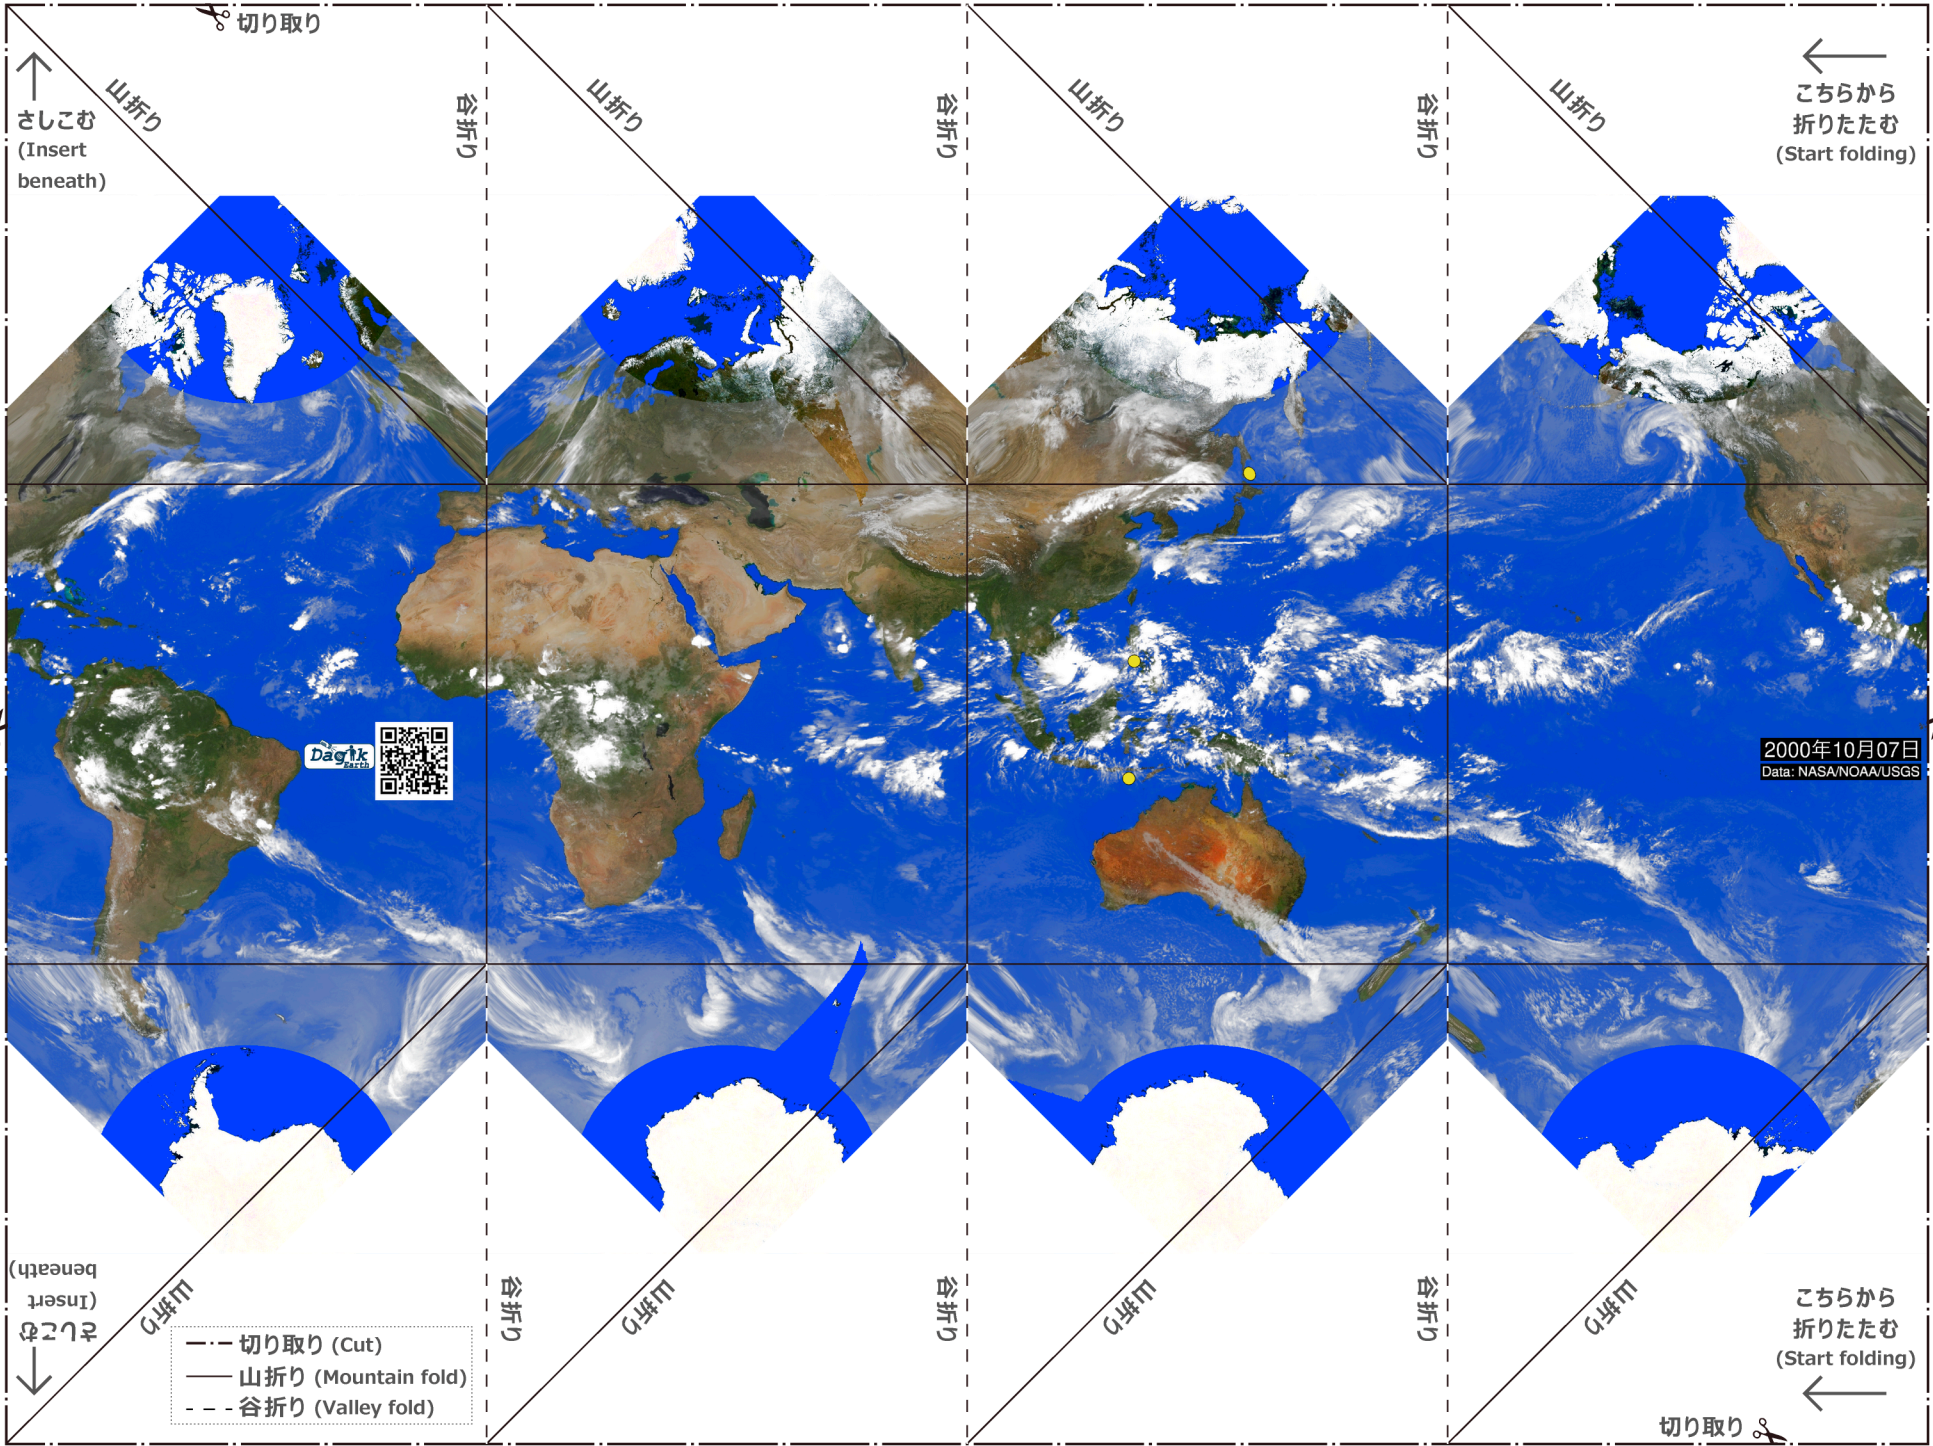 切り取り
山折り
谷折り
山折り
谷折り
山折り
谷折り
山折り
さしこむ
(Insert
beneath)
こちらから
折りたたむ
(Start folding)
Dagik
Earth
2000年10月07日
Data: NASA/NOAA/USGS
さしこむ
(Insert
beneath)
山折り
谷折り
山折り
谷折り
山折り
谷折り
山折り
切り取り (Cut)
山折り (Mountain fold)
谷折り (Valley fold)
こちらから
折りたたむ
(Start folding)
切り取り